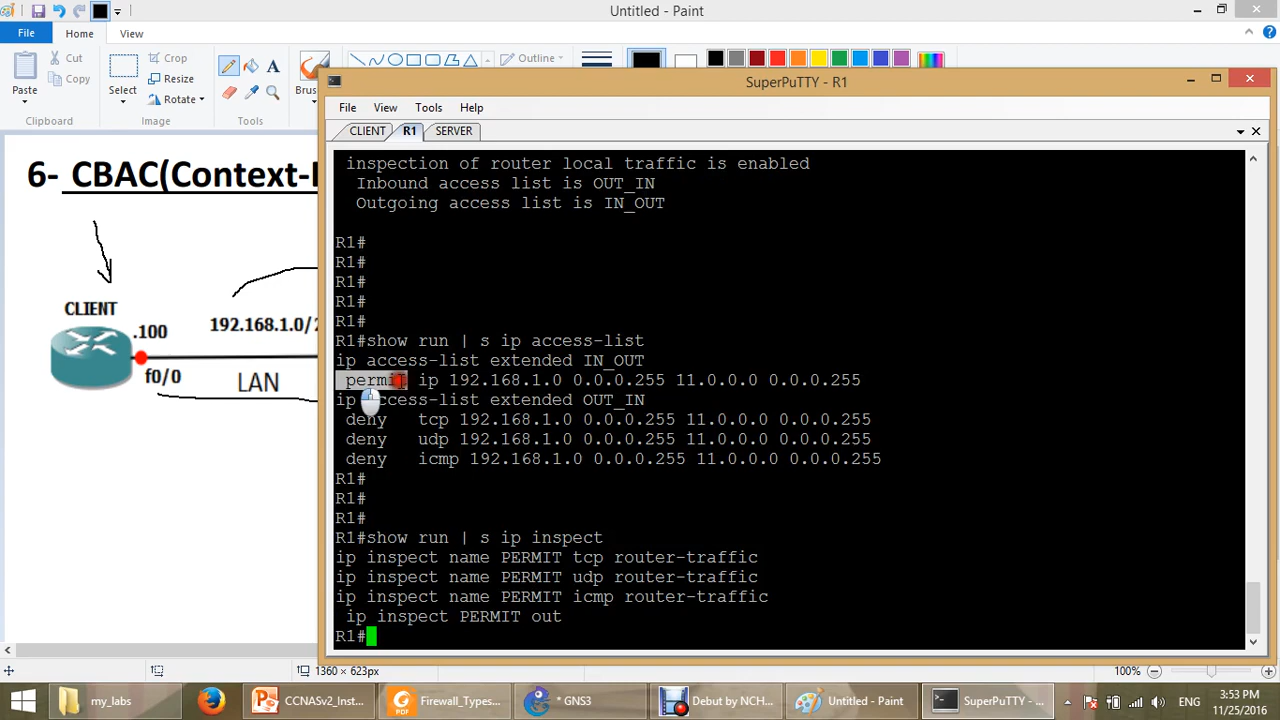 Untitled - Paint
File
Home
View
Paste
Cut
Copy
Clipboard
Select
Crop
Resize
Rotate
Image
Tools
Brus
Outline
SuperPuTTY - R1
File View Tools Help
CLIENT R1 SERVER
6- CBAC(Context-
CLIENT
.100
192.168.1.0/2
f0/0
LAN
inspection of router local traffic is enabled
Inbound access list is OUT_IN
Outgoing access list is IN_OUT
R1#
R1#
R1#
R1#
R1#
R1#show run | s ip access-list
ip access-list extended IN_OUT
permit ip 192.168.1.0 0.0.0.255 11.0.0.0 0.0.0.255
ip access-list extended OUT_IN
deny tcp 192.168.1.0 0.0.0.255 11.0.0.0 0.0.0.255
deny udp 192.168.1.0 0.0.0.255 11.0.0.0 0.0.0.255
deny icmp 192.168.1.0 0.0.0.255 11.0.0.0 0.0.0.255
R1#
R1#
R1#
R1#show run | s ip inspect
ip inspect name PERMIT tcp router-traffic
ip inspect name PERMIT udp router-traffic
ip inspect name PERMIT icmp router-traffic
ip inspect PERMIT out
R1#
1360 × 623px
100%
my_labs
CCNASv2_Inst...
Firewall_Types...
* GNS3
Debut by NCH...
Untitled - Paint
SuperPuTTY - ...
ENG
3:53 PM
11/25/2016